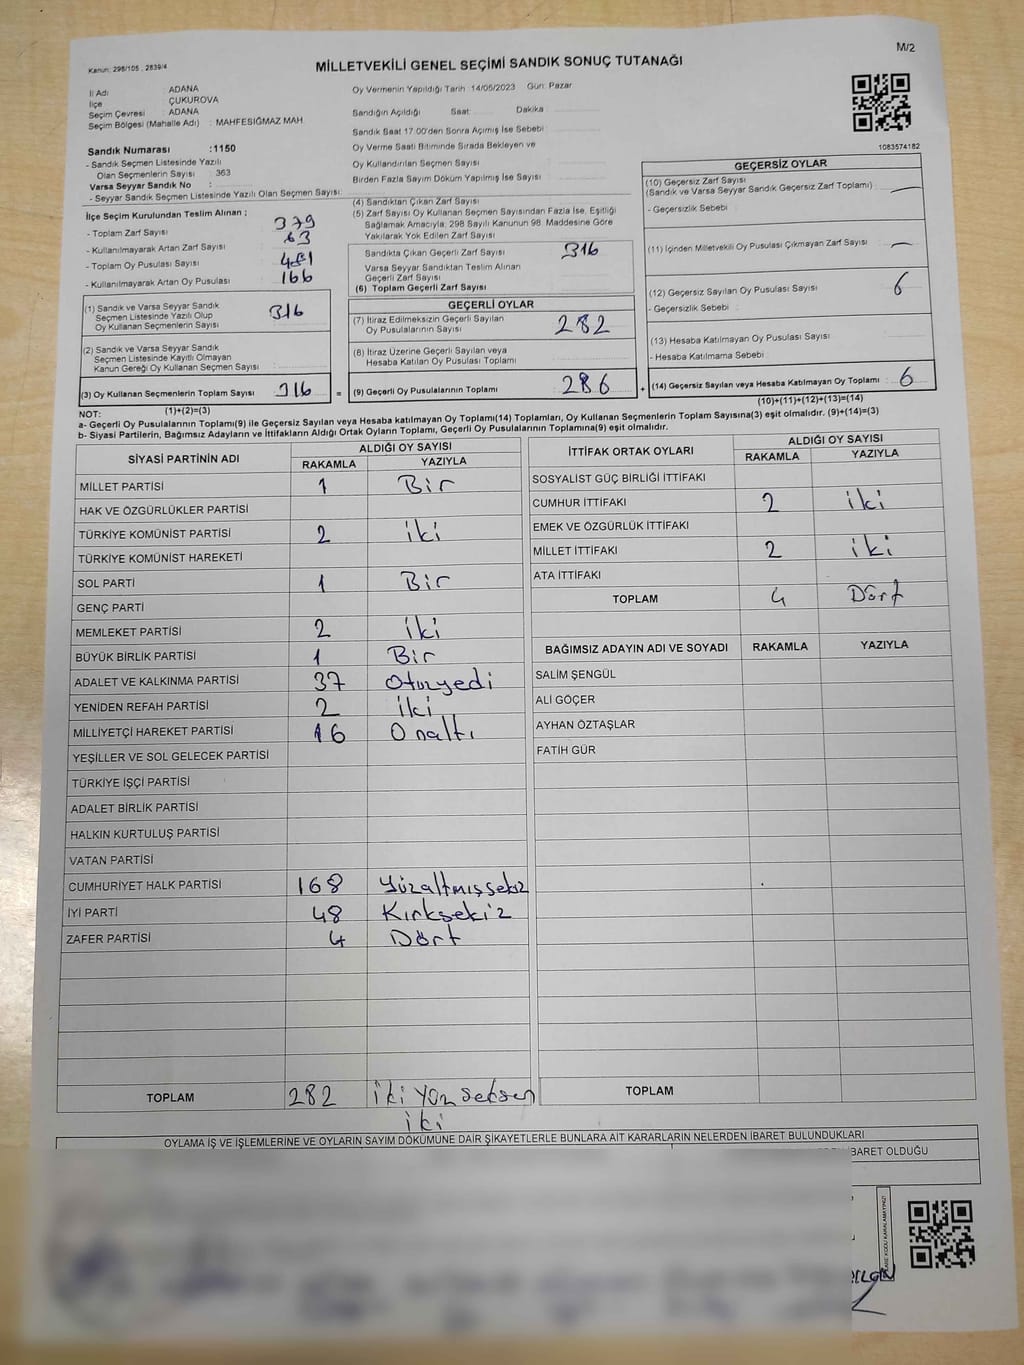 M/2
Kanun: 298/105 , 2839/4
MİLLETVEKİLİ GENEL SEÇİMİ SANDIK SONUÇ TUTANAĞI
İl Adı : ADANA
İlçe : ÇUKUROVA
Seçim Çevresi : ADANA
Seçim Bölgesi (Mahalle Adı) : MAHFESIĞMAZ MAH.
Sandık Numarası :1150
- Sandık Seçmen Listesinde Yazılı
Olan Seçmenlerin Sayısı : 363
Varsa Seyyar Sandık No :
- Seyyar Sandık Seçmen Listesinde Yazılı Olan Seçmen Sayısı:
Oy Vermenin Yapıldığı Tarih :14/05/2023 Gün: Pazar
Sandığın Açıldığı Saat: Dakika :
Sandık Saat 17.00'den Sonra Açımış İse Sebebi :
Oy Verme Saati Bitiminde Sırada Bekleyen ve
Oy Kullandırılan Seçmen Sayısı :
Birden Fazla Sayım Döküm Yapılmış İse Sayısı :
1083574182
İlçe Seçim Kurulundan Teslim Alınan ;
- Toplam Zarf Sayısı : 379
- Kullanılmayarak Artan Zarf Sayısı : 63
- Toplam Oy Pusulası Sayısı :
- Kullanılmayarak Artan Oy Pusulası : 166
(1) Sandık ve Varsa Seyyar Sandık
Seçmen Listesinde Yazılı Olup
Oy Kullanan Seçmenlerin Sayısı : 316
(2) Sandık ve Varsa Seyyar Sandık
Seçmen Listesinde Kayıtlı Olmayan
Kanun Gereği Oy Kullanan Seçmen Sayısı :
(3) Oy Kullanan Seçmenlerin Toplam Sayısı : 316 =
(1)+(2)=(3)
(4) Sandıktan Çıkan Zarf Sayısı
(5) Zarf Sayısı Oy Kullanan Seçmen Sayısından Fazla İse, Eşitliği
Sağlamak Amacıyla, 298 Sayılı Kanunun 98. Maddesine Göre
Yakılarak Yok Edilen Zarf Sayısı :
Sandıkta Çıkan Geçerli Zarf Sayısı : 316
Varsa Seyyar Sandıktan Teslim Alınan
Geçerli Zarf Sayısı
(6) Toplam Geçerli Zarf Sayısı :
GEÇERLİ OYLAR
(7) İtiraz Edilmeksizin Geçerli Sayılan
Oy Pusulalarının Sayısı : 282
(8) İtiraz Üzerine Geçerli Sayılan veya
Hesaba Katılan Oy Pusulası Toplamı :
(9) Geçerli Oy Pusulalarının Toplamı : 286 +
GEÇERSİZ OYLAR
(10) Geçersiz Zarf Sayısı
(Sandık ve Varsa Seyyar Sandık Geçersiz Zarf Toplamı) : —
- Geçersizlik Sebebi :
(11) İçinden Milletvekili Oy Pusulası Çıkmayan Zarf Sayısı : —
(12) Geçersiz Sayılan Oy Pusulası Sayısı : 6
- Geçersizlik Sebebi :
(13) Hesaba Katılmayan Oy Pusulası Sayısı :
- Hesaba Katılmama Sebebi :
(14) Geçersiz Sayılan veya Hesaba Katılmayan Oy Toplamı : 6
(10)+(11)+(12)+(13)=(14)
NOT:
a- Geçerli Oy Pusulalarının Toplamı(9) ile Geçersiz Sayılan veya Hesaba katılmayan Oy Toplamı(14) Toplamları, Oy Kullanan Seçmenlerin Toplam Sayısına(3) eşit olmalıdır. (9)+(14)=(3)
b- Siyasi Partilerin, Bağımsız Adayların ve İttifakların Aldığı Ortak Oyların Toplamı, Geçerli Oy Pusulalarının Toplamına(9) eşit olmalıdır.
SİYASİ PARTİNİN ADI ALDIĞI OY SAYISI
RAKAMLA YAZIYLA
MİLLET PARTİSİ 1 Bir
HAK VE ÖZGÜRLÜKLER PARTİSİ
TÜRKİYE KOMÜNİST PARTİSİ 2 iki
TÜRKİYE KOMÜNİST HAREKETİ
SOL PARTİ 1 Bir
GENÇ PARTİ
MEMLEKET PARTİSİ 2 iki
BÜYÜK BİRLİK PARTİSİ 1 Bir
ADALET VE KALKINMA PARTİSİ 37 Otuzyedi
YENİDEN REFAH PARTİSİ 2 iki
MİLLİYETÇİ HAREKET PARTİSİ 16 Onaltı
YEŞİLLER VE SOL GELECEK PARTİSİ
TÜRKİYE İŞÇİ PARTİSİ
ADALET BİRLİK PARTİSİ
HALKIN KURTULUŞ PARTİSİ
VATAN PARTİSİ
CUMHURİYET HALK PARTİSİ 168 Yüzaltmışsekiz
İYİ PARTİ 48 Kırksekiz
ZAFER PARTİSİ 4 Dört
TOPLAM 282 iki yüz seksen
iki
İTTİFAK ORTAK OYLARI ALDIĞI OY SAYISI
RAKAMLA YAZIYLA
SOSYALIST GÜÇ BİRLİĞİ İTTİFAKI
CUMHUR İTTİFAKI 2 iki
EMEK VE ÖZGÜRLÜK İTTİFAKI
MİLLET İTTİFAKI 2 iki
ATA İTTİFAKI
TOPLAM 4 Dört
BAĞIMSIZ ADAYIN ADI VE SOYADI RAKAMLA YAZIYLA
SALİM ŞENGÜL
ALİ GÖÇER
AYHAN ÖZTAŞLAR
FATİH GÜR
TOPLAM
OYLAMA İŞ VE İŞLEMLERİNE VE OYLARIN SAYIM DÖKÜMÜNE DAİR ŞİKAYETLERLE BUNLARA AİT KARARLARIN NELERDEN İBARET BULUNDUKLARI
BARET OLDUĞU